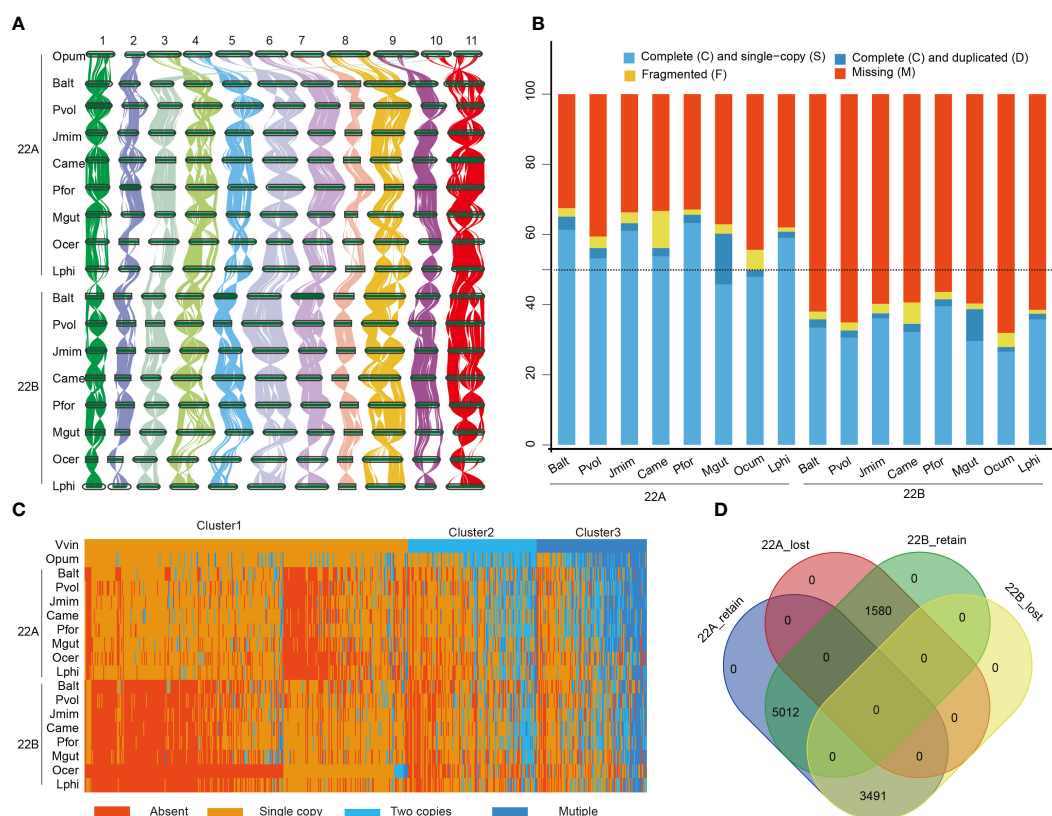 A
1 2 3 4 5 6 7 8 9 10 11
Opum
Balt
Pvol
Jmim
Came
Pfor
Mgut
Ocer
Lphi
22A
Balt
Pvol
Jmim
Came
Pfor
Mgut
Ocer
Lphi
22B
B
Complete (C) and single−copy (S)
Complete (C) and duplicated (D)
Fragmented (F)
Missing (M)
100
80
60
40
20
0
Balt Pvol Jmim Came Pfor Mgut Ocum Lphi Balt Pvol Jmim Came Pfor Mgut Ocum Lphi
22A 22B
C
Cluster1 Cluster2 Cluster3
Vvin
Opum
Balt
Pvol
Jmim
Came
Pfor
Mgut
Ocer
Lphi
22A
Balt
Pvol
Jmim
Came
Pfor
Mgut
Ocer
Lphi
22B
Absent Single copy Two copies Mutiple
D
22A_retain
22A_lost
22B_retain
22B_lost
0 0
1580
0 0
0 0 0 0
5012 0 0
0 0
3491